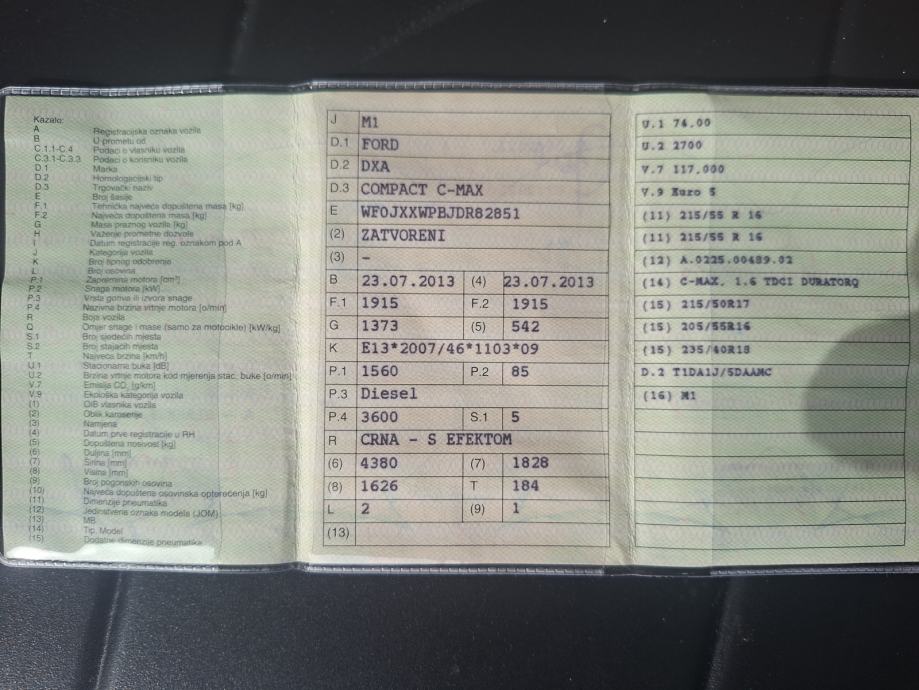 Kazalo:
A Registracijska oznaka vozila
B U prometu od
C.1.1-C.4 Podaci o vlasniku vozila
C.3.1-C.3.3 Podaci o korisniku vozila
D.1 Marka
D.2 Homologacijski tip
D.3 Trgovački naziv
E Broj šasije
F.1 Tehnička najveća dopuštena masa [kg]
F.2 Najveća dopuštena masa [kg]
G Masa praznog vozila [kg]
H Važenje prometne dozvole
I Datum registracije reg. oznakom pod A
J Kategorija vozila
K Broj tipnog odobrenja
L Broj osovina
P.1 Zapremina motora [cm³]
P.2 Snaga motora [kW]
P.3 Vrsta goriva ili izvora snage
P.4 Nazivna brzina vrtnje motora [o/min]
R Boja vozila
Q Omjer snage i mase (samo za motocikle) [kW/kg]
S.1 Broj sjedećih mjesta
S.2 Broj stajaćih mjesta
T Najveća brzina [km/h]
U.1 Stacionarna buka [dB]
U.2 Brzina vrtnje motora kod mjerenja stac. buke [o/min]
V.7 Emisija CO₂ [g/km]
V.9 Ekološka kategorija vozila
(1) OIB vlasnika vozila
(2) Oblik karoserije
(3) Namjena
(4) Datum prve registracije u RH
(5) Dopuštena nosivost [kg]
(6) Duljina [mm]
(7) Širina [mm]
(8) Visina [mm]
(9) Broj pogonskih osovina
(10) Najveća dopuštena osovinska opterećenja [kg]
(11) Dimenzije pneumatika
(12) Jedinstvena oznaka modela (JOM)
(13) MB
(14) Tip, Model
(15) Dodatne dimenzije pneumatika
J M1
D.1 FORD
D.2 DXA
D.3 COMPACT C-MAX
E WF0JXXWPBJDR82851
(2) ZATVORENI
(3) -
B 23.07.2013 (4) 23.07.2013
F.1 1915 F.2 1915
G 1373 (5) 542
K E13*2007/46*1103*09
P.1 1560 P.2 85
P.3 Diesel
P.4 3600 S.1 5
R CRNA - S EFEKTOM
(6) 4380 (7) 1828
(8) 1626 T 184
L 2 (9) 1
(13)
U.1 74.00
U.2 2700
V.7 117.000
V.9 Euro 5
(11) 215/55 R 16
(11) 215/55 R 16
(12) A.0225.00489.02
(14) C-MAX, 1.6 TDCI DURATORQ
(15) 215/50R17
(15) 205/55R16
(15) 235/40R18
D.2 T1DA1J/5DAAMC
(16) M1